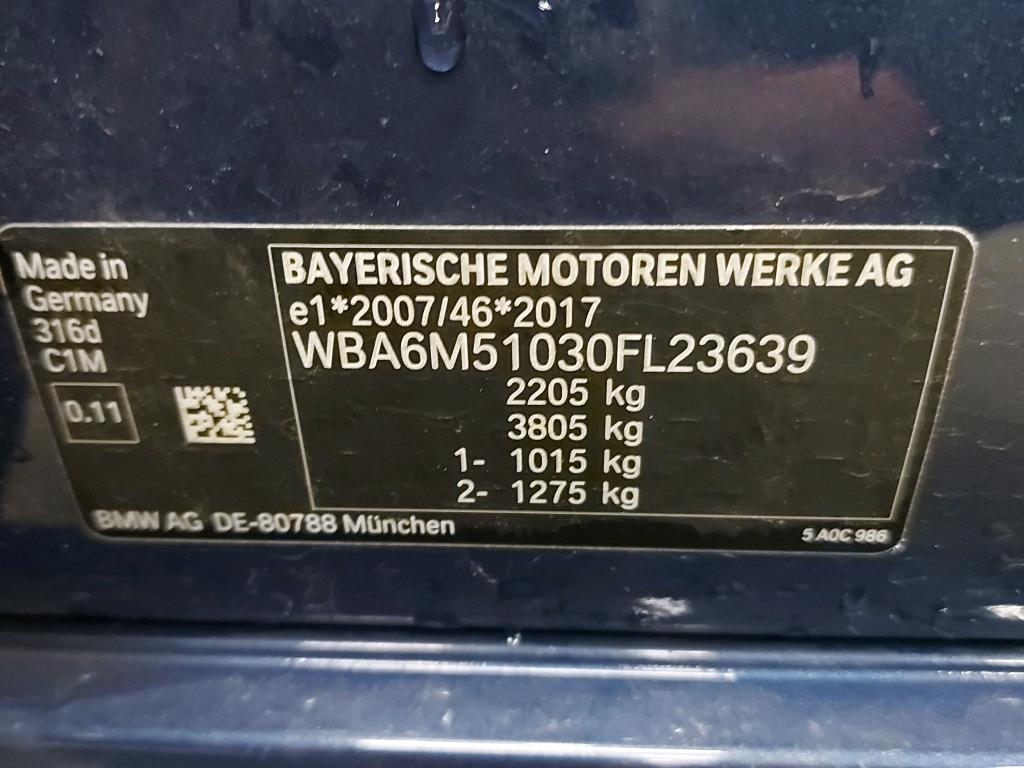 Made in
Germany
316d
C1M
0.11
BAYERISCHE MOTOREN WERKE AG
e1*2007/46*2017
WBA6M51030FL23639
2205 kg
3805 kg
1- 1015 kg
2- 1275 kg
BMW AG DE-80788 München
5 A0C 986